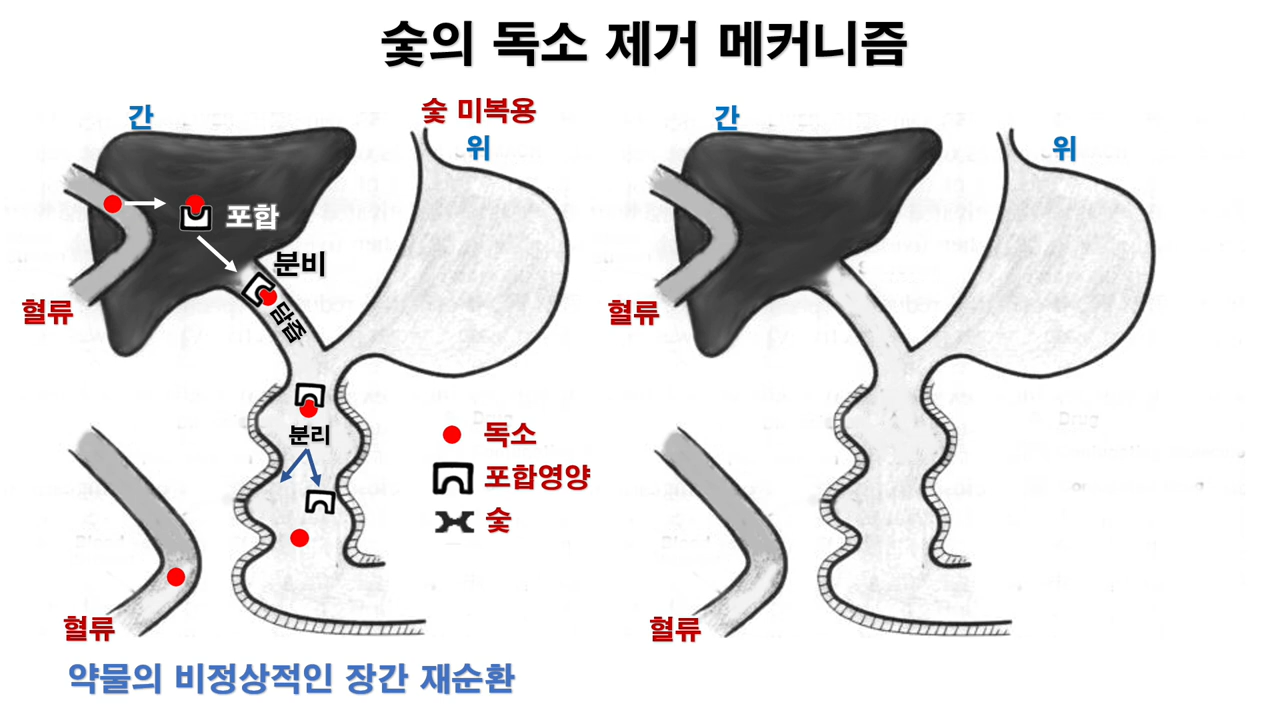 숯의 독소 제거 메커니즘
간
숯 미복용
위
포합
분비
담즙
혈류
분리
독소
포합영양
숯
혈류
약물의 비정상적인 장간 재순환
간
위
혈류
혈류